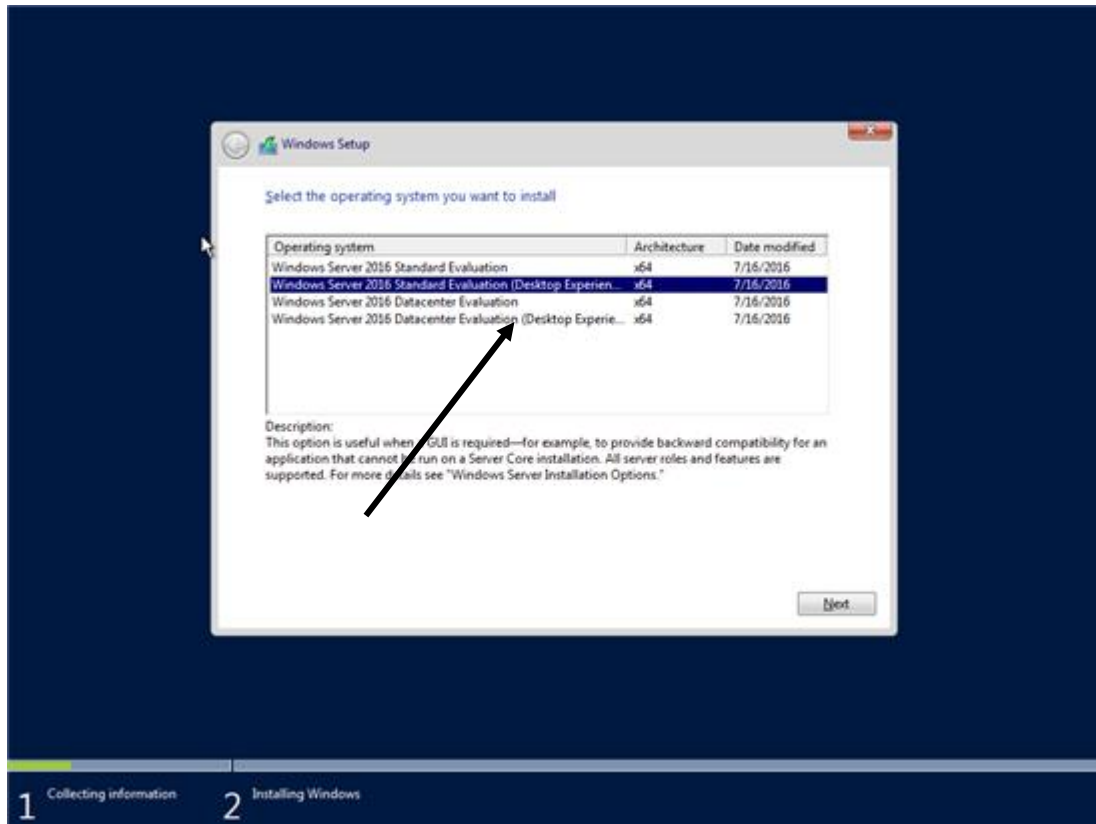 Windows Setup
Select the operating system you want to install
Operating system Architecture Date modified
Windows Server 2016 Standard Evaluation x64 7/16/2016
Windows Server 2016 Standard Evaluation (Desktop Experien... x64 7/16/2016
Windows Server 2016 Datacenter Evaluation x64 7/16/2016
Windows Server 2016 Datacenter Evaluation (Desktop Experie... x64 7/16/2016
Description:
This option is useful when a GUI is required—for example, to provide backward compatibility for an
application that cannot be run on a Server Core installation. All server roles and features are
supported. For more details see "Windows Server Installation Options."
Next
1 Collecting information 2 Installing Windows